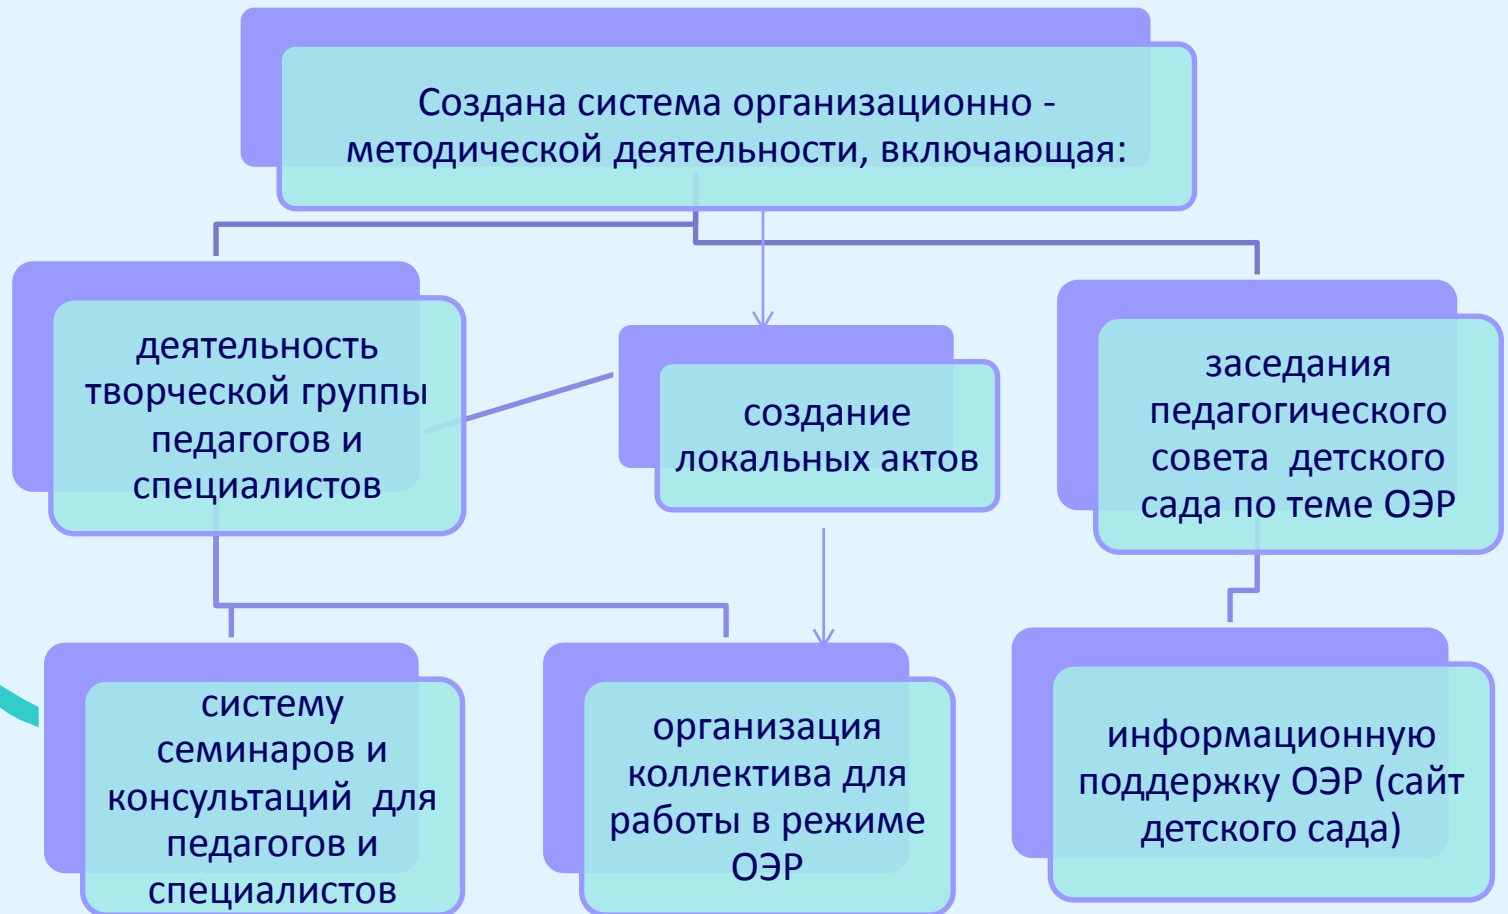 Создана система организационно -
методической деятельности, включающая:
деятельность
творческой группы
педагогов и
специалистов
создание
локальных актов
заседания
педагогического
совета детского
сада по теме ОЭР
систему
семинаров и
консультаций для
педагогов и
специалистов
организация
коллектива для
работы в режиме
ОЭР
информационную
поддержку ОЭР (сайт
детского сада)